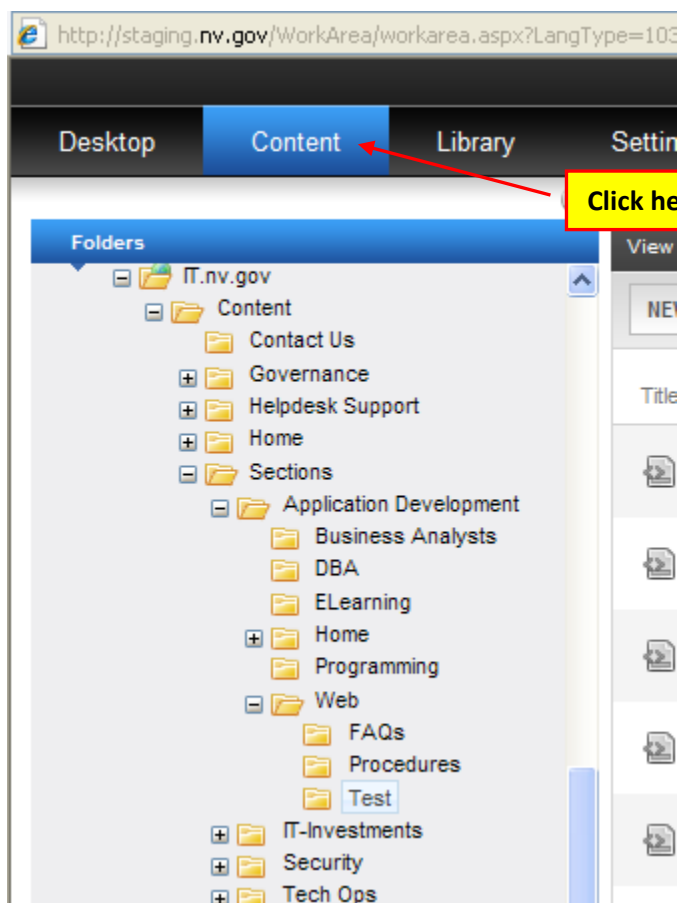 http://staging.nv.gov/WorkArea/workarea.aspx?LangType=103
Desktop Content Library Settin
Click he
Folders
View
IT.nv.gov
NE
Content
Contact Us
Governance
Title
Helpdesk Support
Home
Sections
Application Development
Business Analysts
DBA
ELearning
Home
Programming
Web
FAQs
Procedures
Test
IT-Investments
Security
Tech Ops